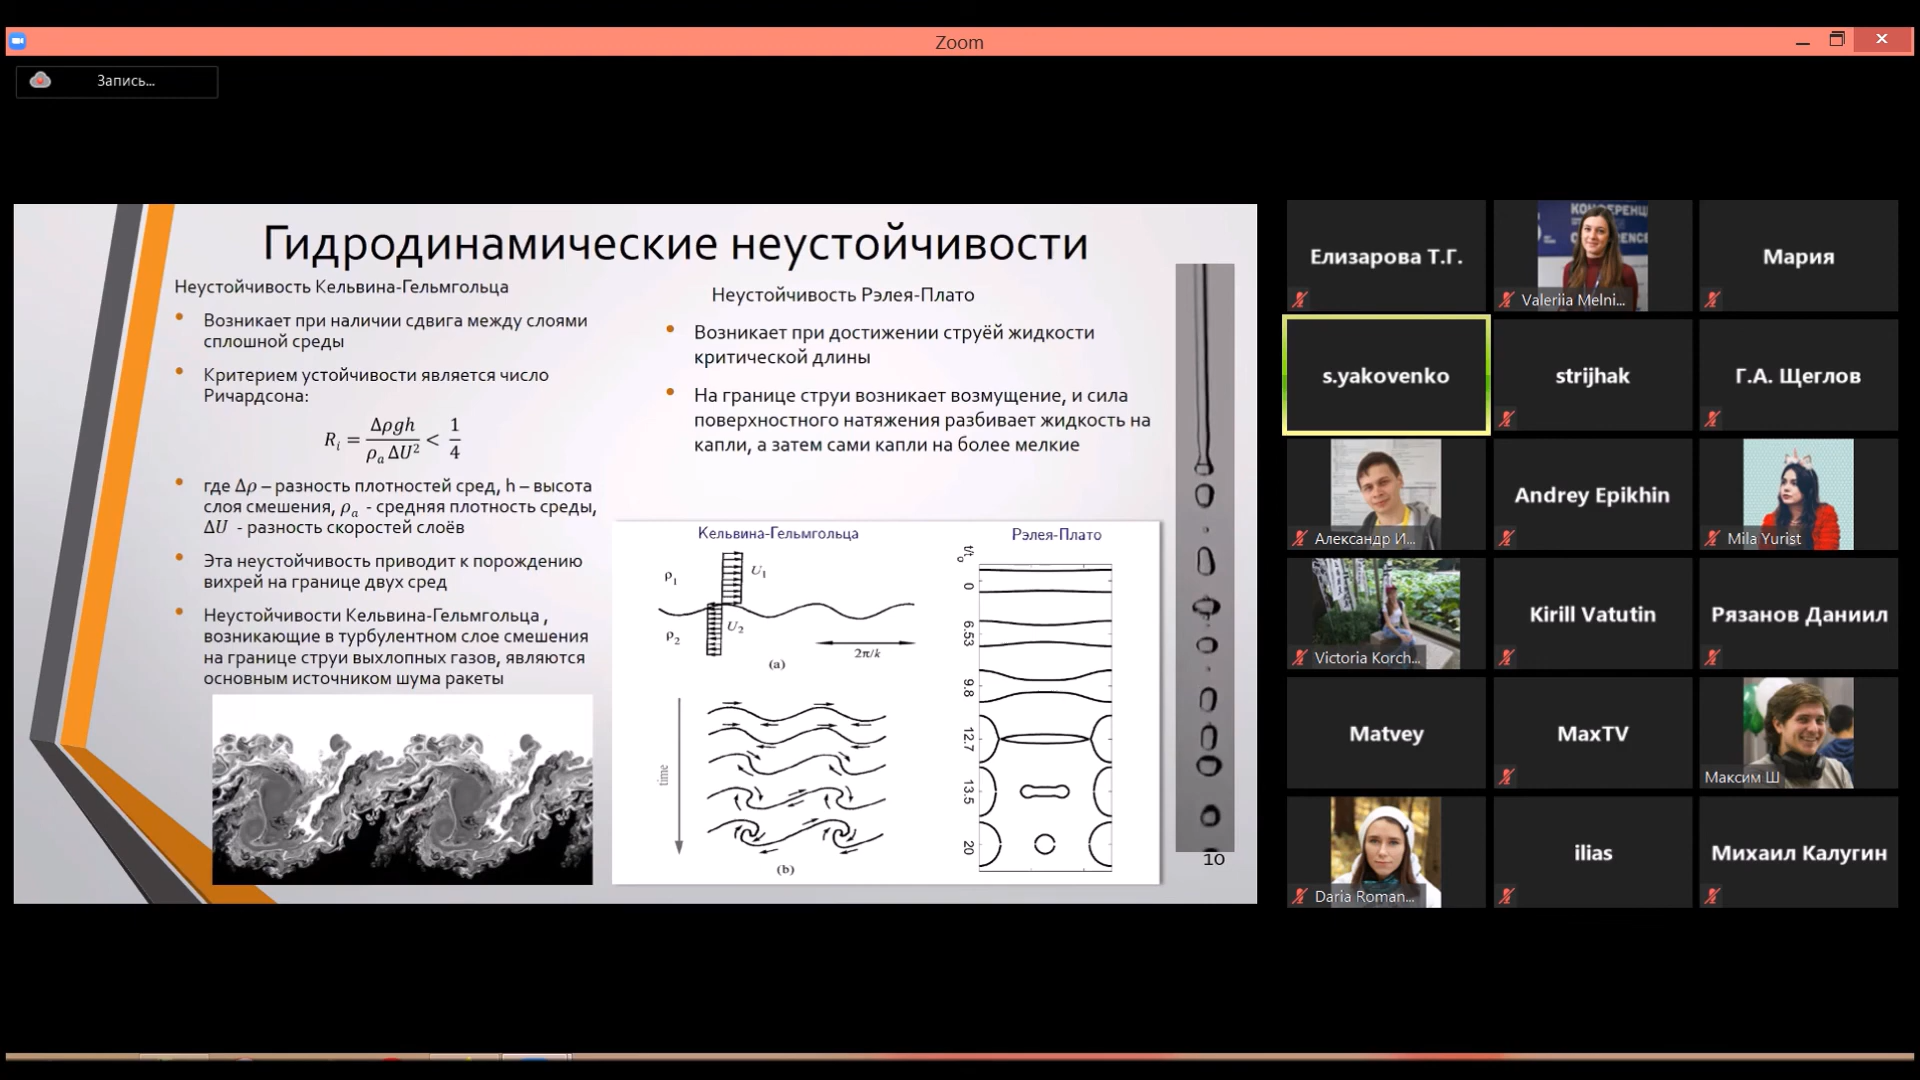 Zoom
Запись...
Гидродинамические неустойчивости
Неустойчивость Кельвина-Гельмгольца
Возникает при наличии сдвига между слоями
сплошной среды
Критерием устойчивости является число
Ричардсона:
R_i = Δρgh / ρ_a ΔU² < 1/4
где Δρ – разность плотностей сред, h – высота
слоя смешения, ρ_a - средняя плотность среды,
ΔU - разность скоростей слоёв
Эта неустойчивость приводит к порождению
вихрей на границе двух сред
Неустойчивости Кельвина-Гельмгольца ,
возникающие в турбулентном слое смешения
на границе струи выхлопных газов, являются
основным источником шума ракеты
Неустойчивость Рэлея-Плато
Возникает при достижении струёй жидкости
критической длины
На границе струи возникает возмущение, и сила
поверхностного натяжения разбивает жидкость на
капли, а затем сами капли на более мелкие
Кельвина-Гельмгольца
ρ₁
U₁
ρ₂
U₂
2π/k
(a)
time
(b)
Рэлея-Плато
t/t₀
0
6.53
9.8
12.7
13.5
20
10
Елизарова Т.Г.
Valeriia Melni...
КОНФЕРЕНЦ
CONFERENCE
Мария
s.yakovenko
strijhak
Г.А. Щеглов
Александр И...
Andrey Epikhin
Mila Yurist
Victoria Korch...
Kirill Vatutin
Рязанов Даниил
Matvey
MaxTV
Максим Ш
Daria Roman...
ilias
Михаил Калугин